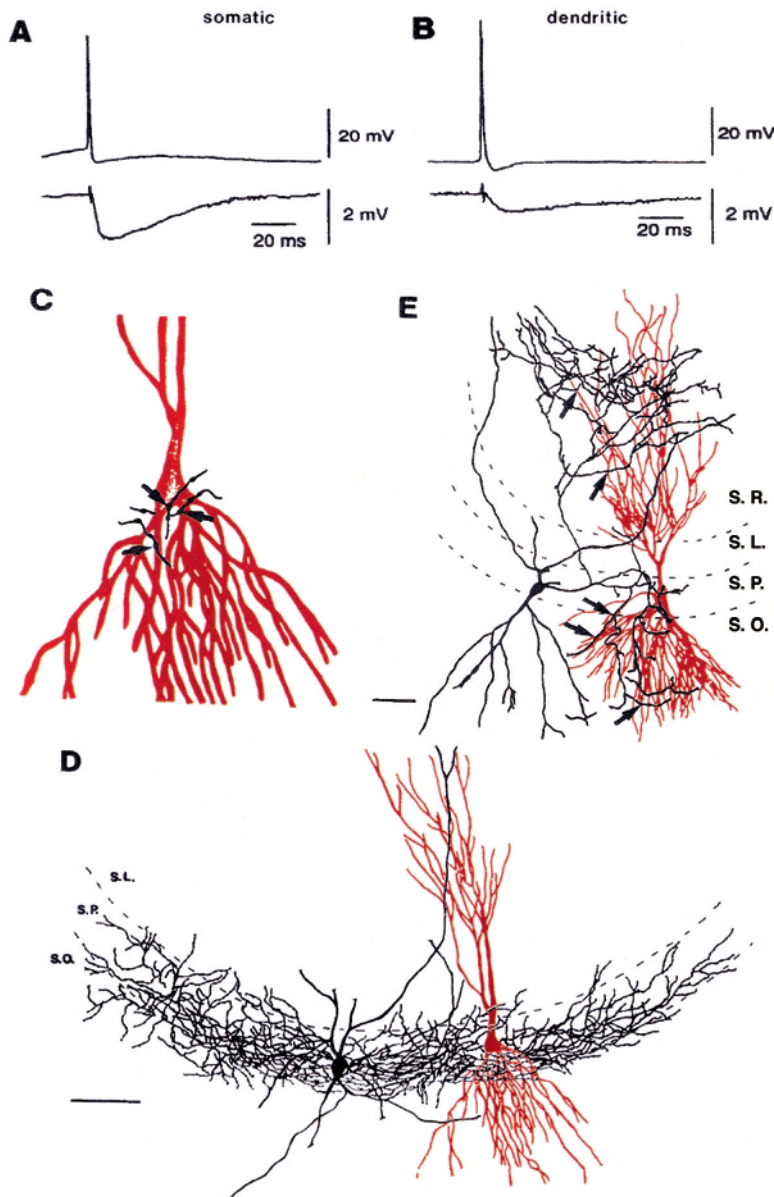 A somatic
B dendritic
20 mV
20 mV
2 mV
20 ms
2 mV
20 ms
C
E
S. R.
S. L.
S. P.
S. O.
D
S.L.
S.P.
S.O.